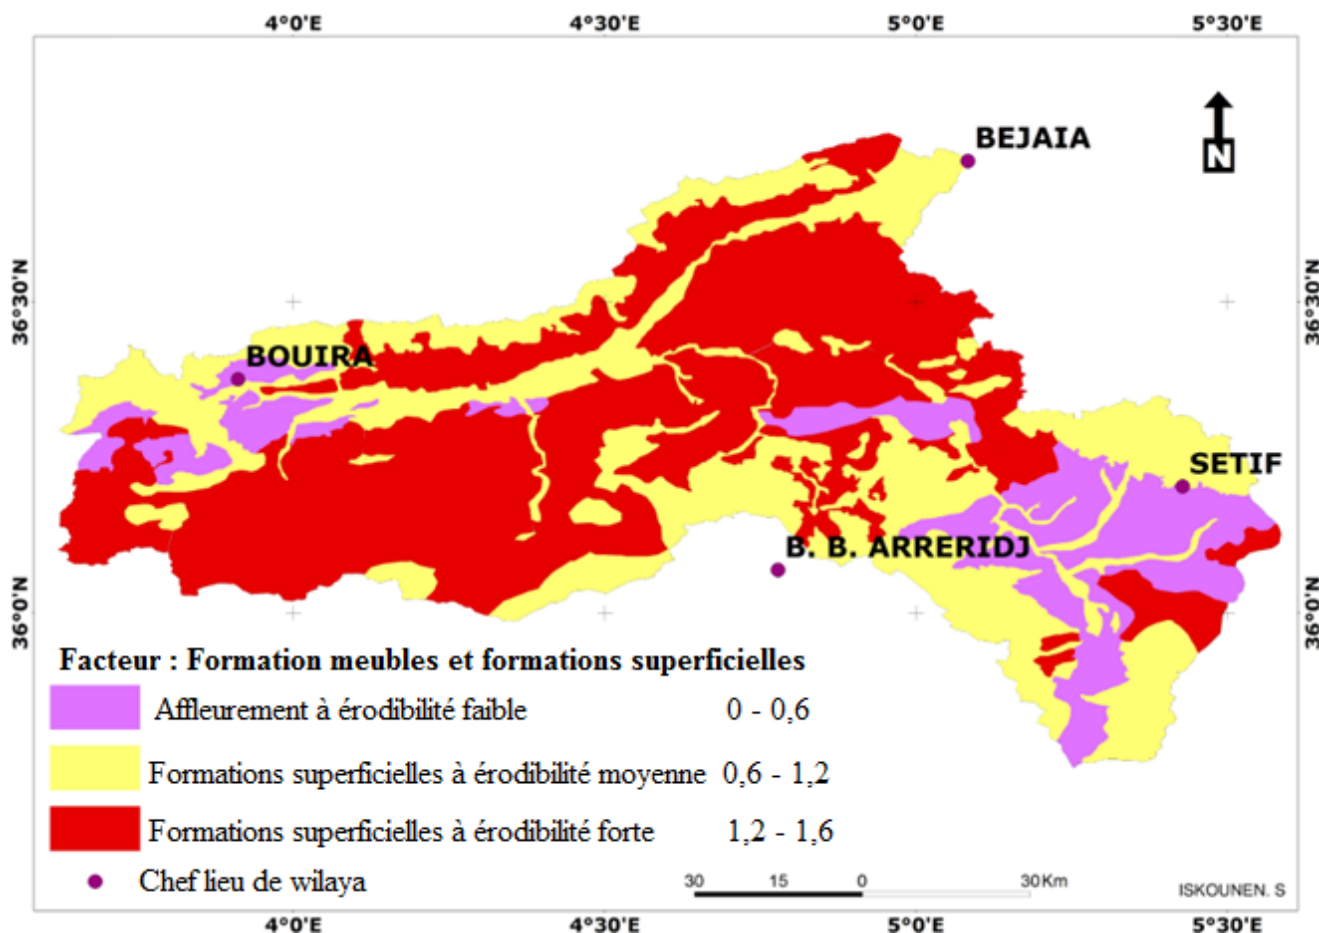 4°0'E 4°30'E 5°0'E 5°30'E
BEJAIA
N
36°30'N 36°30'N
BOUIRA
SETIF
B. B. ARRERIDJ
36°0'N 36°0'N
Facteur : Formation meubles et formations superficielles
Affleurement à érodibilité faible 0 - 0,6
Formations superficielles à érodibilité moyenne 0,6 - 1,2
Formations superficielles à érodibilité forte 1,2 - 1,6
Chef lieu de wilaya
30 15 0 30 Km
ISKOUNEN. S
4°0'E 4°30'E 5°0'E 5°30'E